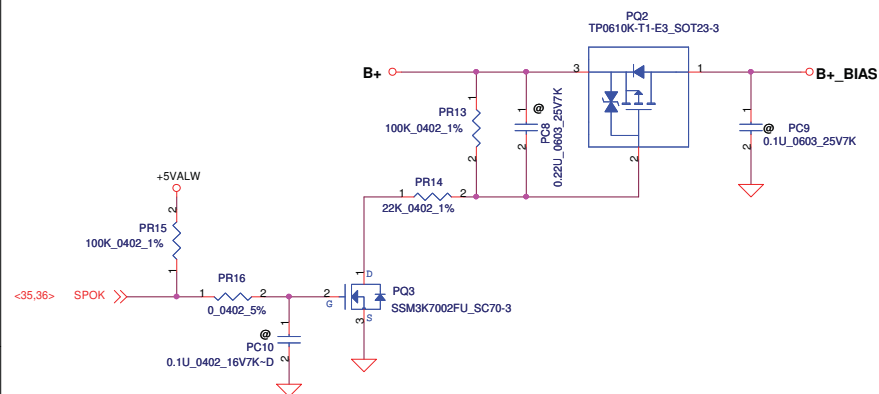 PQ2
TP0610K-T1-E3_SOT23-3
B+
3
1
B+_BIAS
1
PR13
100K_0402_1%
2
1
@
PC8
0.22U_0603_25V7K
2
1
@
PC9
0.1U_0603_25V7K
2
2
+5VALW
2
PR15
100K_0402_1%
1
1
PR14
2
22K_0402_1%
<35,36>
SPOK
1
PR16
2
0_0402_5%
1
D
2
G
PQ3
SSM3K7002FU_SC70-3
3
S
1
@
PC10
0.1U_0402_16V7K~D
2